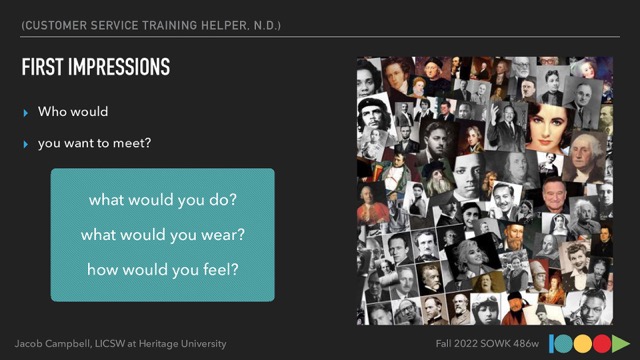 (CUSTOMER SERVICE TRAINING HELPER, N.D.)
FIRST IMPRESSIONS
Who would
you want to meet?
what would you do?
what would you wear?
how would you feel?
Jacob Campbell, LICSW at Heritage University
Fall 2022 SOWK 486w